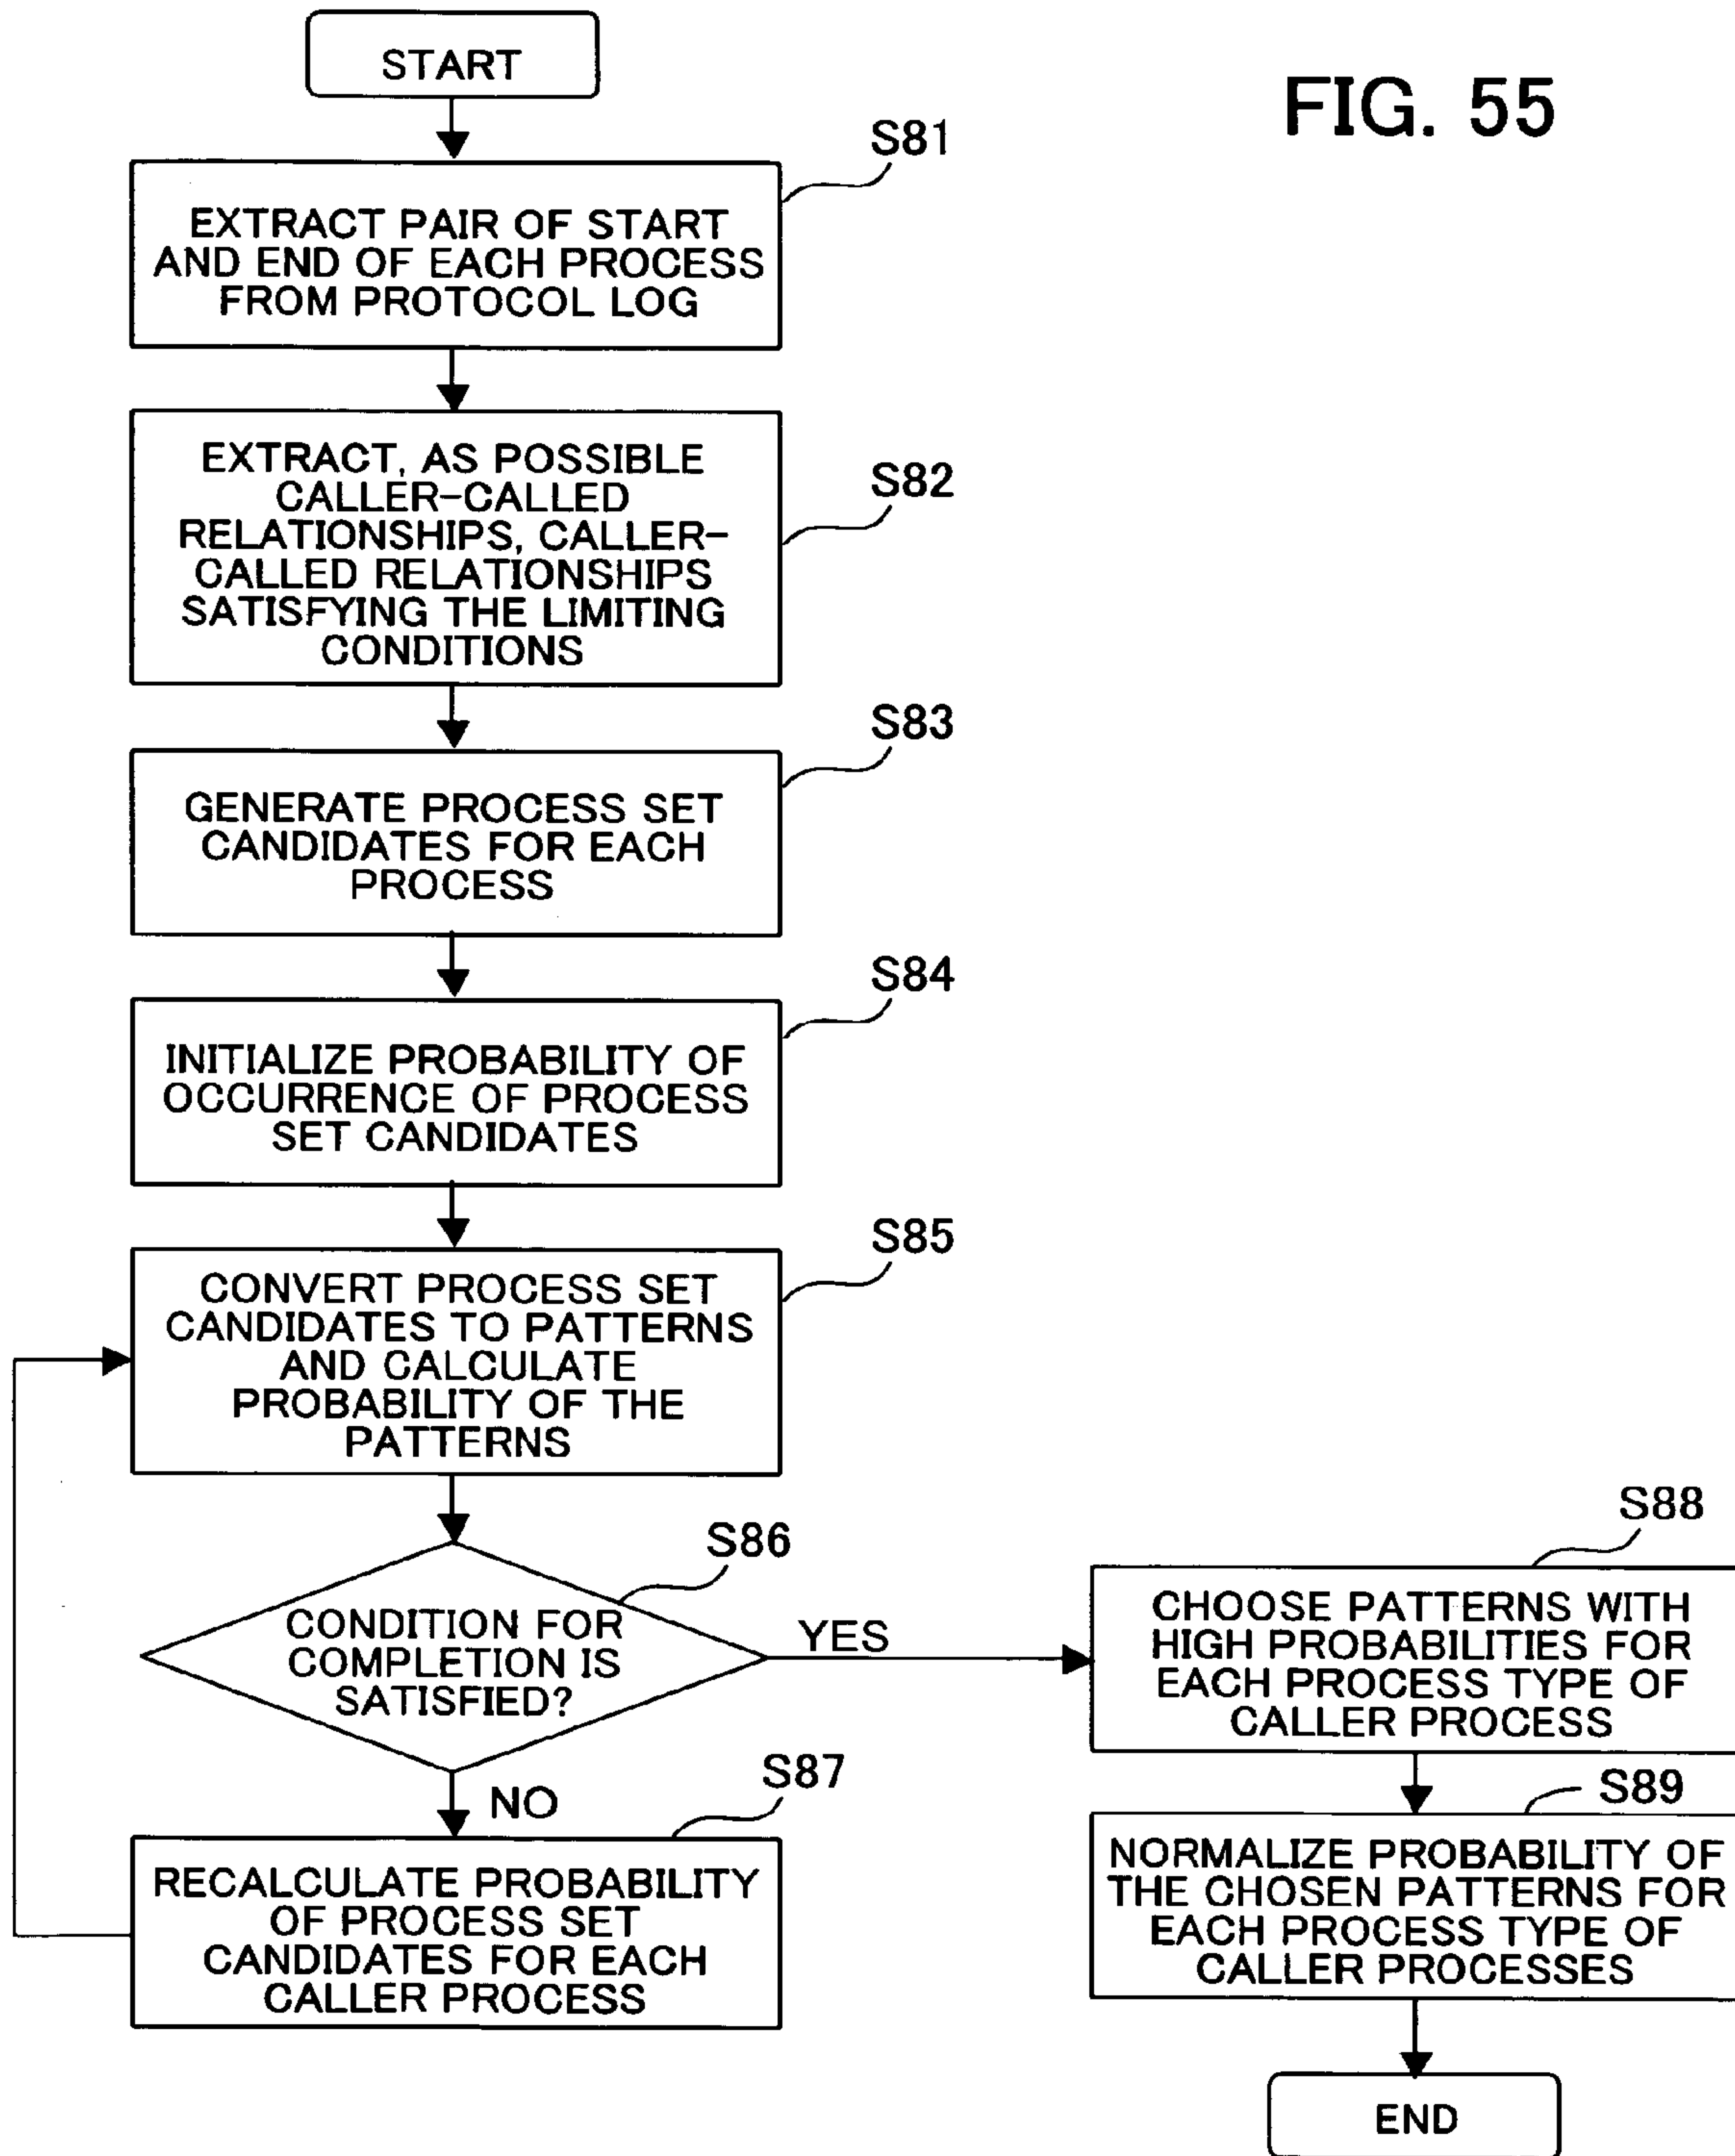 FIG. 55
START
S81
EXTRACT PAIR OF START
AND END OF EACH PROCESS
FROM PROTOCOL LOG
S82
EXTRACT, AS POSSIBLE
CALLER-CALLED
RELATIONSHIPS, CALLER-
CALLED RELATIONSHIPS
SATISFYING THE LIMITING
CONDITIONS
S83
GENERATE PROCESS SET
CANDIDATES FOR EACH
PROCESS
S84
INITIALIZE PROBABILITY OF
OCCURRENCE OF PROCESS
SET CANDIDATES
S85
CONVERT PROCESS SET
CANDIDATES TO PATTERNS
AND CALCULATE
PROBABILITY OF THE
PATTERNS
S86
CONDITION FOR
COMPLETION IS
SATISFIED?
YES
NO
S87
RECALCULATE PROBABILITY
OF PROCESS SET
CANDIDATES FOR EACH
CALLER PROCESS
S88
CHOOSE PATTERNS WITH
HIGH PROBABILITIES FOR
EACH PROCESS TYPE OF
CALLER PROCESS
S89
NORMALIZE PROBABILITY OF
THE CHOSEN PATTERNS FOR
EACH PROCESS TYPE OF
CALLER PROCESSES
END